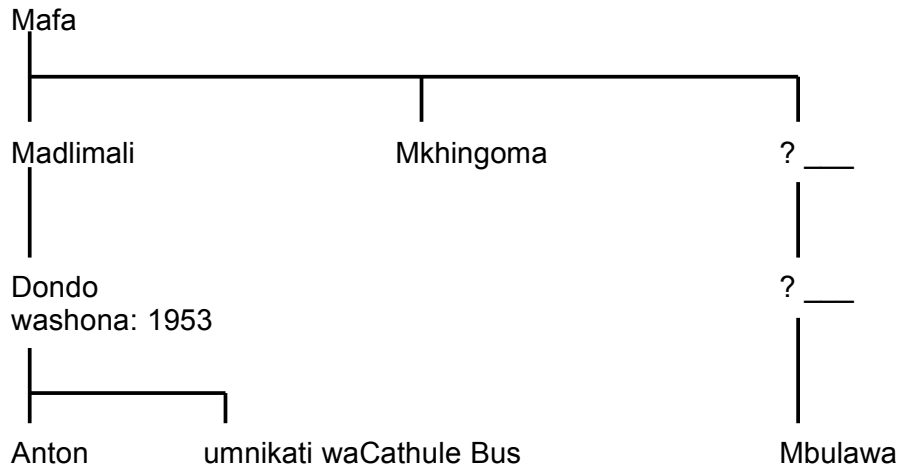 Mafa
Madlimali Mkhingoma ? ___
Dondo ? ___
washona: 1953
Anton umnikati waCathule Bus Mbulawa